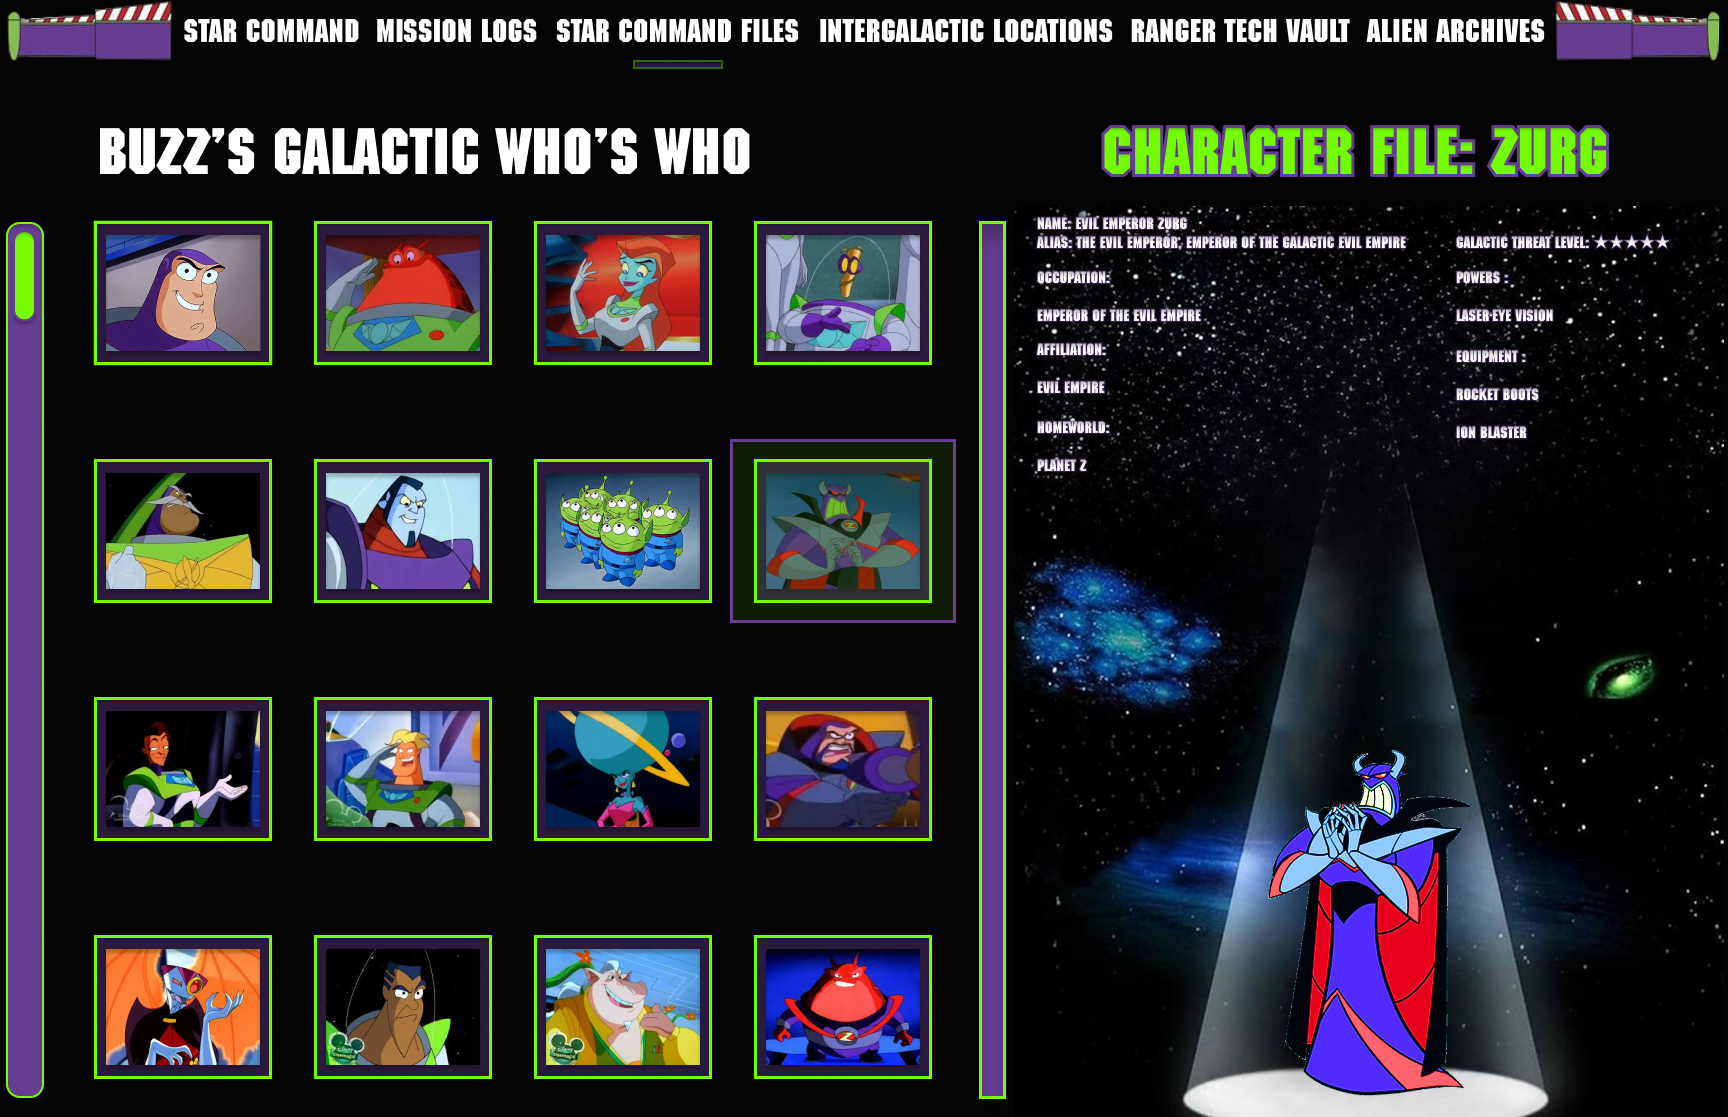 STAR COMMAND MISSION LOGS STAR COMMAND FILES INTERGALACTIC LOCATIONS RANGER TECH VAULT ALIEN ARCHIVES
BUZZ'S GALACTIC WHO'S WHO
CHARACTER FILE: ZURG
NAME: EVIL EMPEROR ZURG
ALIAS: THE EVIL EMPEROR, EMPEROR OF THE GALACTIC EVIL EMPIRE
OCCUPATION:
EMPEROR OF THE EVIL EMPIRE
AFFILIATION:
EVIL EMPIRE
HOMEWORLD:
PLANET Z
GALACTIC THREAT LEVEL: ★★★★★
POWERS :
LASER-EYE VISION
EQUIPMENT :
ROCKET BOOTS
ION BLASTER
Z
Z